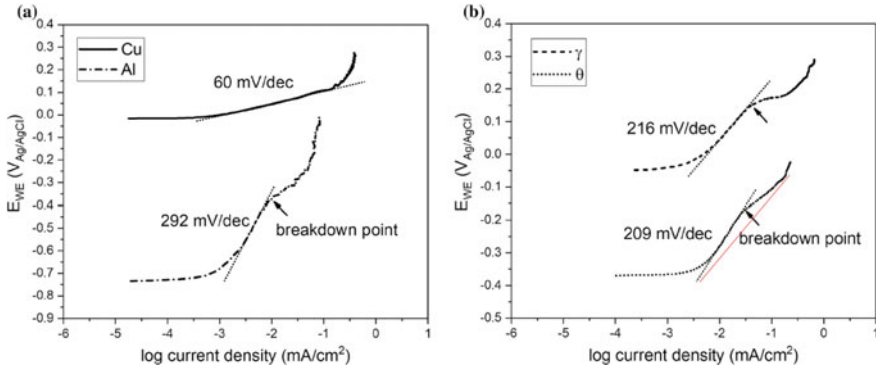 (a)
Cu
Al
60 mV/dec
292 mV/dec
breakdown point
E_WE (V_Ag/AgCl)
0.4
0.3
0.2
0.1
0.0
-0.1
-0.2
-0.3
-0.4
-0.5
-0.6
-0.7
-0.8
-0.9
-6 -5 -4 -3 -2 -1 0 1
log current density (mA/cm²)
(b)
γ
θ
216 mV/dec
209 mV/dec
breakdown point
E_WE (V_Ag/AgCl)
0.4
0.3
0.2
0.1
0.0
-0.1
-0.2
-0.3
-0.4
-0.5
-6 -5 -4 -3 -2 -1 0 1
log current density (mA/cm²)